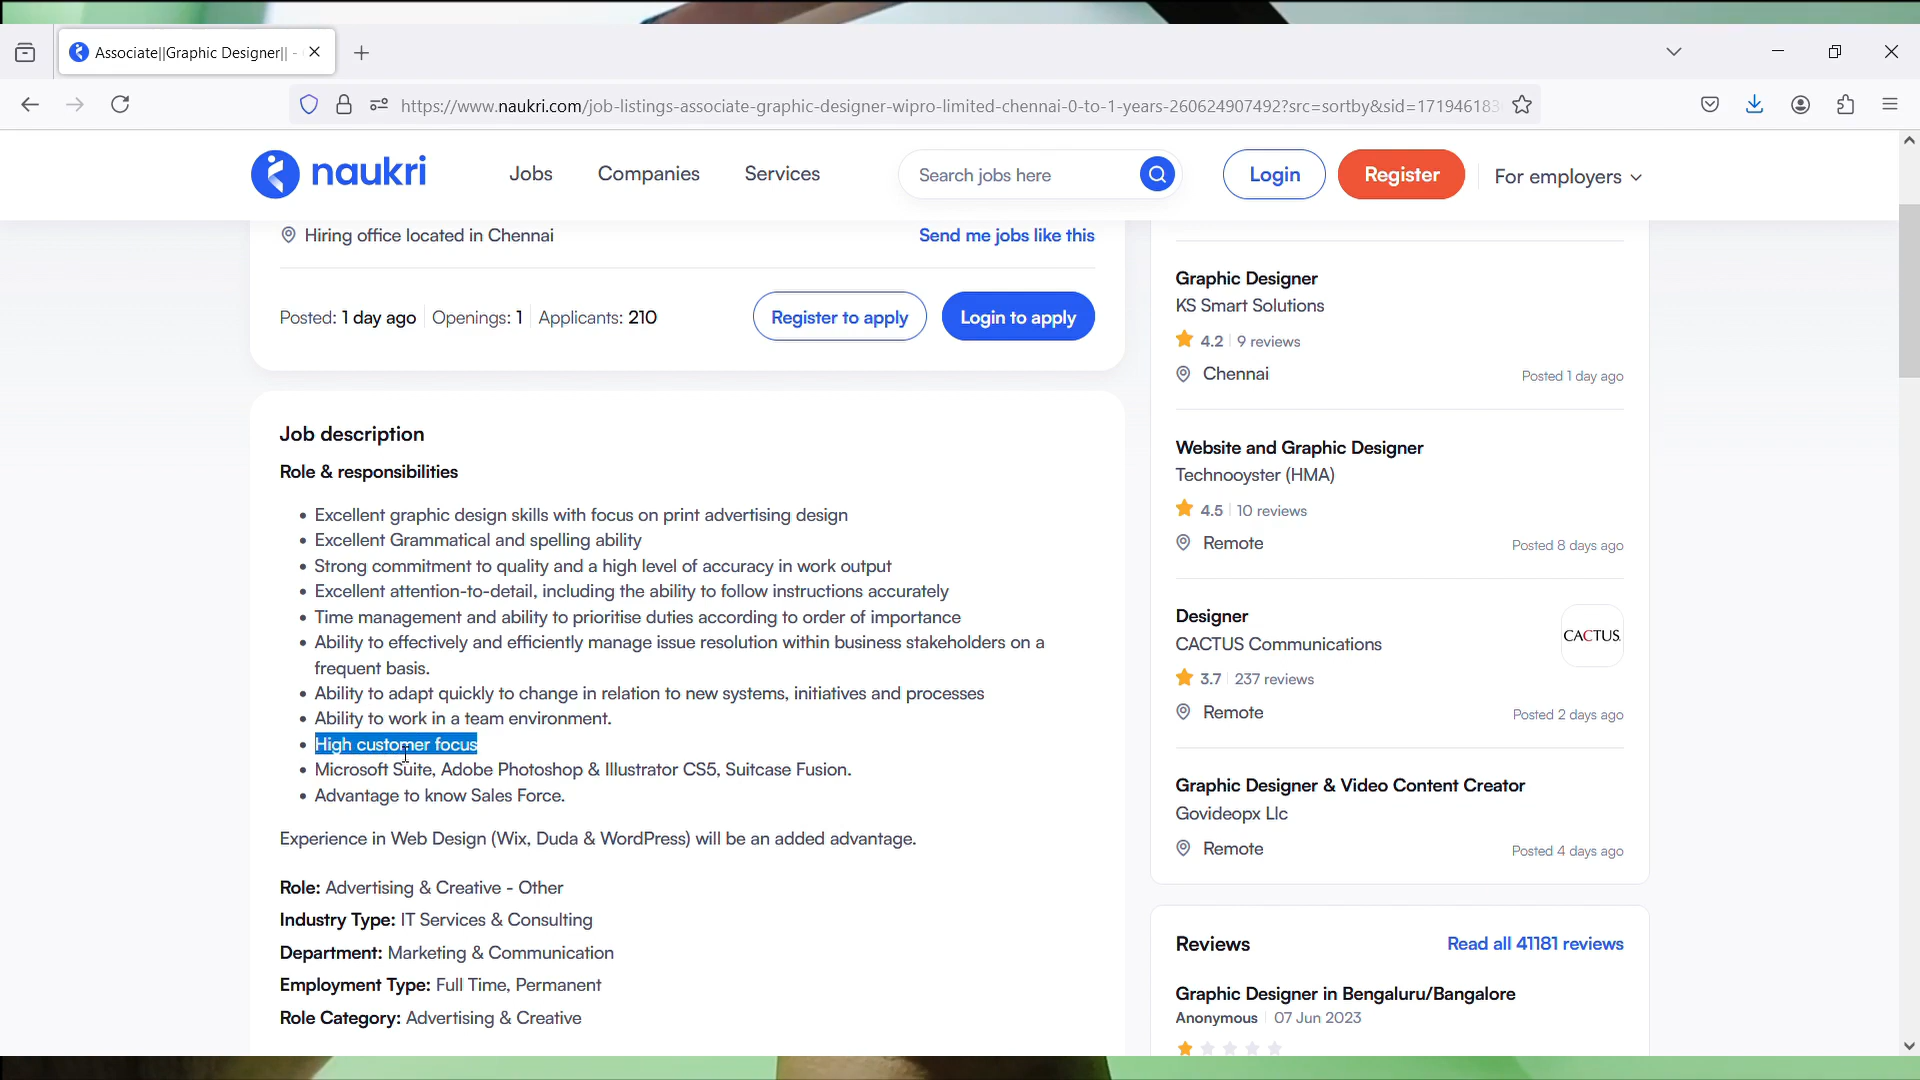 Associate||Graphic Designer|| -
https://www.naukri.com/job-listings-associate-graphic-designer-wipro-limited-chennai-0-to-1-years-260624907492?src=sortby&sid=171946183
naukri
Jobs
Companies
Services
Search jobs here
Login
Register
For employers
Hiring office located in Chennai
Send me jobs like this
Posted: 1 day ago
Openings: 1
Applicants: 210
Register to apply
Login to apply
Job description
Role & responsibilities
• Excellent graphic design skills with focus on print advertising design
• Excellent Grammatical and spelling ability
• Strong commitment to quality and a high level of accuracy in work output
• Excellent attention-to-detail, including the ability to follow instructions accurately
• Time management and ability to prioritise duties according to order of importance
• Ability to effectively and efficiently manage issue resolution within business stakeholders on a
frequent basis.
• Ability to adapt quickly to change in relation to new systems, initiatives and processes
• Ability to work in a team environment.
• High customer focus
• Microsoft Suite, Adobe Photoshop & Illustrator CS5, Suitcase Fusion.
• Advantage to know Sales Force.
Experience in Web Design (Wix, Duda & WordPress) will be an added advantage.
Role: Advertising & Creative - Other
Industry Type: IT Services & Consulting
Department: Marketing & Communication
Employment Type: Full Time, Permanent
Role Category: Advertising & Creative
Graphic Designer
KS Smart Solutions
4.2 | 9 reviews
Chennai
Posted 1 day ago
Website and Graphic Designer
Technooyster (HMA)
4.5 | 10 reviews
Remote
Posted 8 days ago
Designer
CACTUS Communications
CACTUS
3.7 | 237 reviews
Remote
Posted 2 days ago
Graphic Designer & Video Content Creator
Govideopx Llc
Remote
Posted 4 days ago
Reviews
Read all 41181 reviews
Graphic Designer in Bengaluru/Bangalore
Anonymous | 07 Jun 2023